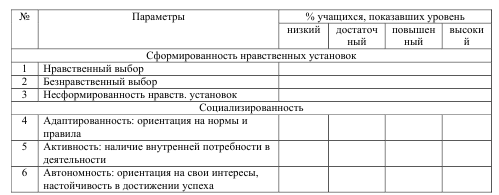 № Параметры % учащихся, показавших уровень
низкий достаточ повышен высоки
ный ный й
Сформированность нравственных установок
1 Нравственный выбор
2 Безнравственный выбор
3 Несформированность нравств. установок
Социализированность
4 Адаптированность: ориентация на нормы и
правила
5 Активность: наличие внутренней потребности в
деятельности
6 Автономность: ориентация на свои интересы,
настойчивость в достижении успеха